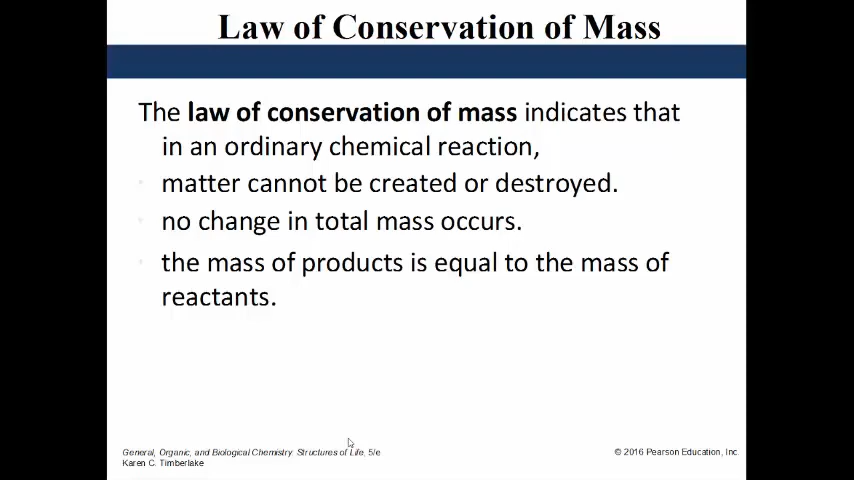 Law of Conservation of Mass
The law of conservation of mass indicates that
in an ordinary chemical reaction,
· matter cannot be created or destroyed.
· no change in total mass occurs.
· the mass of products is equal to the mass of
reactants.
General, Organic, and Biological Chemistry: Structures of Life, 5/e
Karen C. Timberlake
© 2016 Pearson Education, Inc.